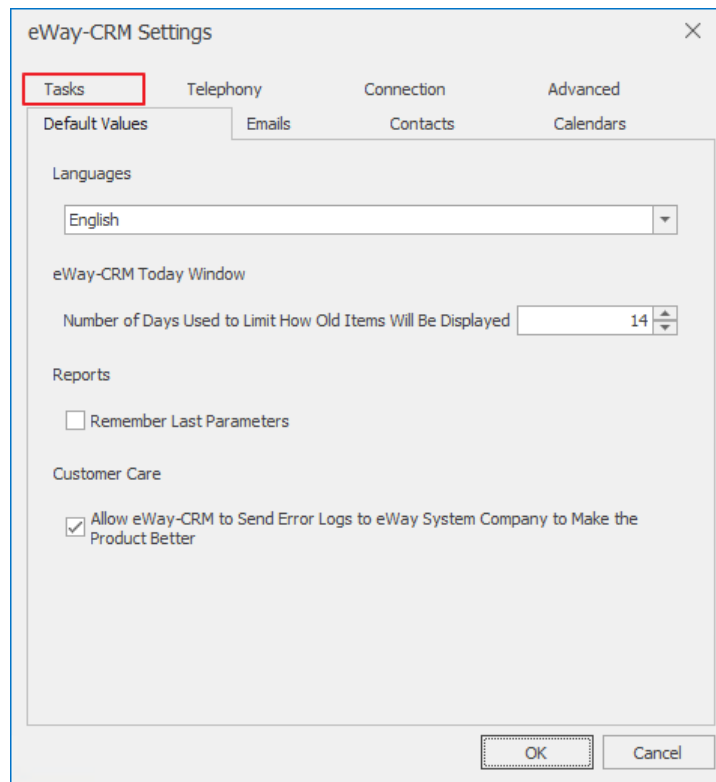 eWay-CRM Settings
Tasks Telephony Connection Advanced
Default Values Emails Contacts Calendars
Languages
English
eWay-CRM Today Window
Number of Days Used to Limit How Old Items Will Be Displayed 14
Reports
Remember Last Parameters
Customer Care
Allow eWay-CRM to Send Error Logs to eWay System Company to Make the
Product Better
OK Cancel